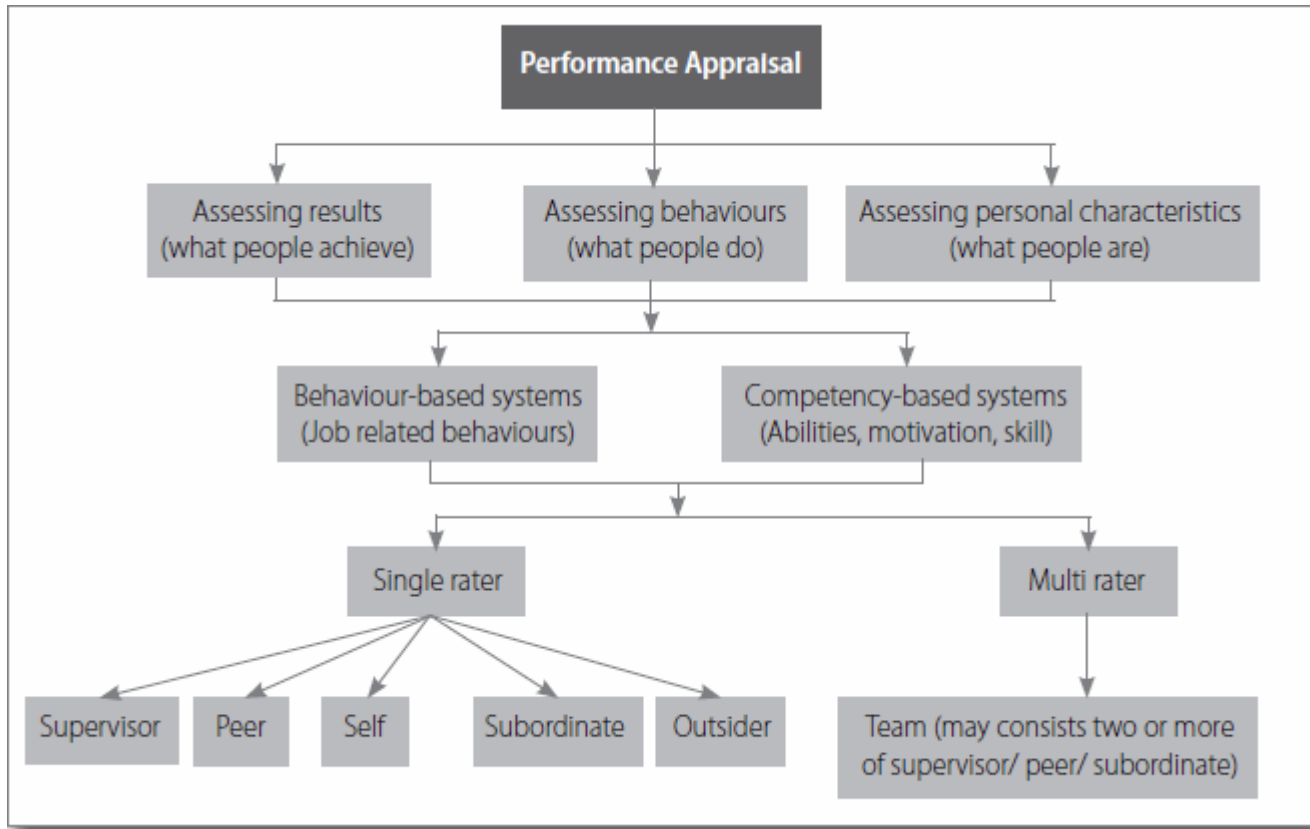 Performance Appraisal
Assessing results
(what people achieve)
Assessing behaviours
(what people do)
Assessing personal characteristics
(what people are)
Behaviour-based systems
(Job related behaviours)
Competency-based systems
(Abilities, motivation, skill)
Single rater
Multi rater
Supervisor
Peer
Self
Subordinate
Outsider
Team (may consists two or more
of supervisor/ peer/ subordinate)